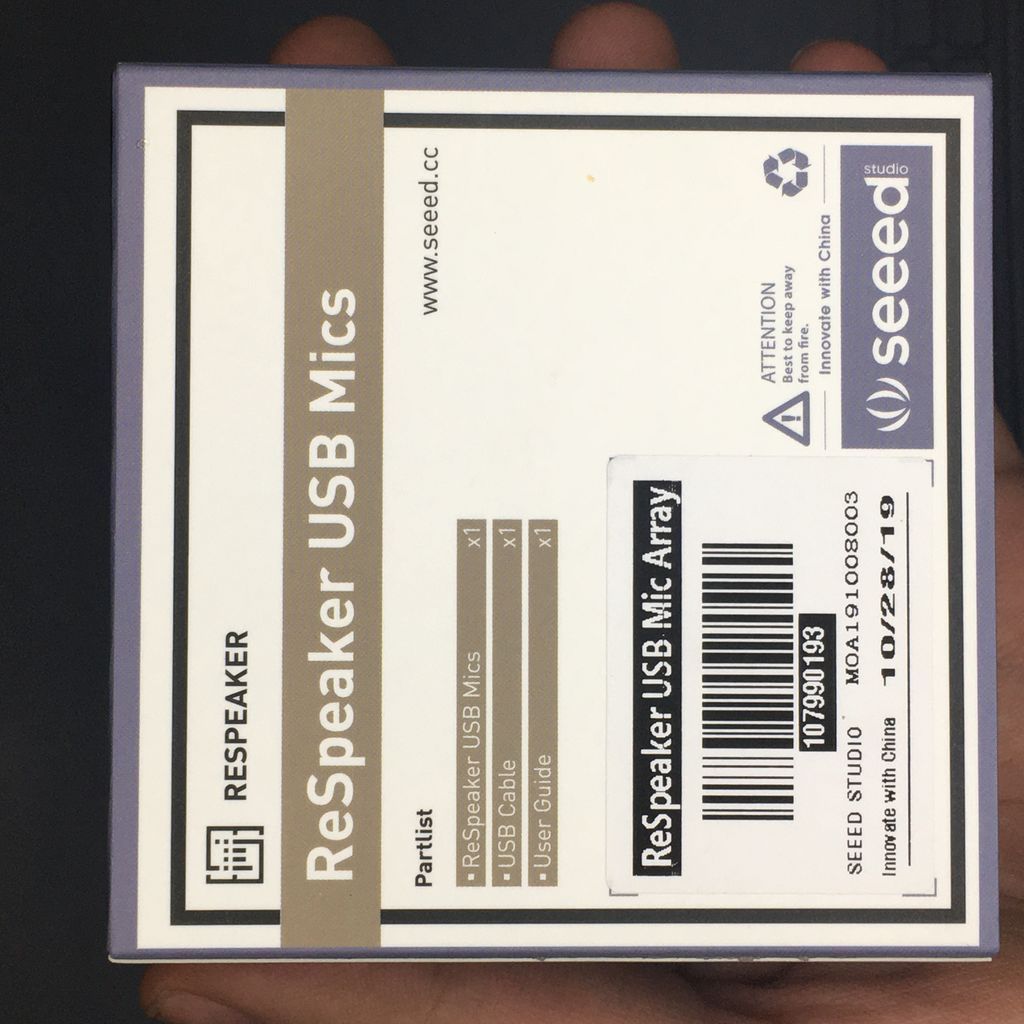 RESPEAKER
ReSpeaker USB Mics
www.seeed.cc
Partlist
▪ ReSpeaker USB Mics x1
▪ USB Cable x1
▪ User Guide x1
ATTENTION
Best to keep away
from fire.
Innovate with China
seeed studio
ReSpeaker USB Mic Array
107990193
SEEED STUDIO MOA191008003
Innovate with China 10/28/19